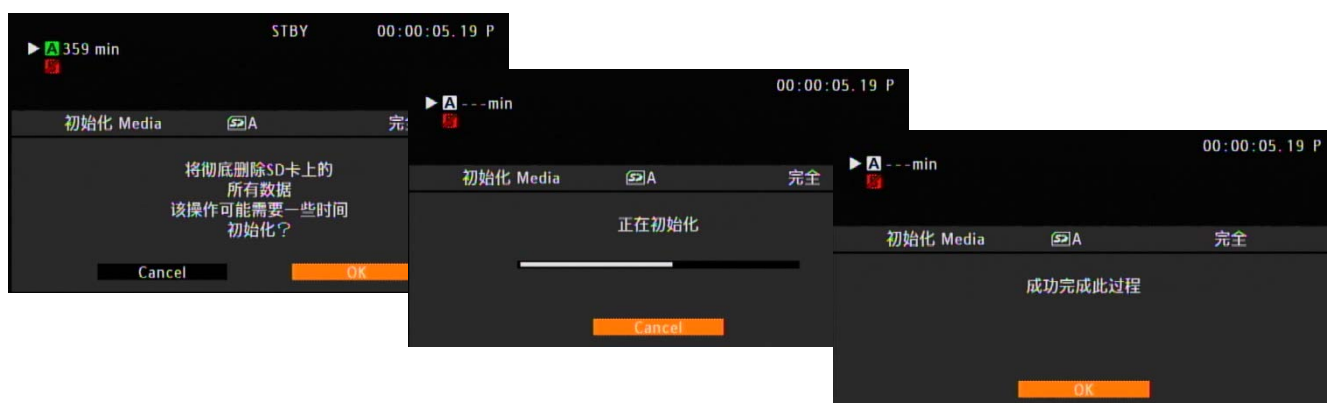 STBY 00:00:05.19 P
A 359 min
初始化 Media SD A
将彻底删除SD卡上的
所有数据
该操作可能需要一些时间
初始化?
Cancel OK
00:00:05.19 P
A ---min
初始化 Media SD A 完全
正在初始化
Cancel
00:00:05.19 P
A ---min
初始化 Media SD A 完全
成功完成此过程
OK